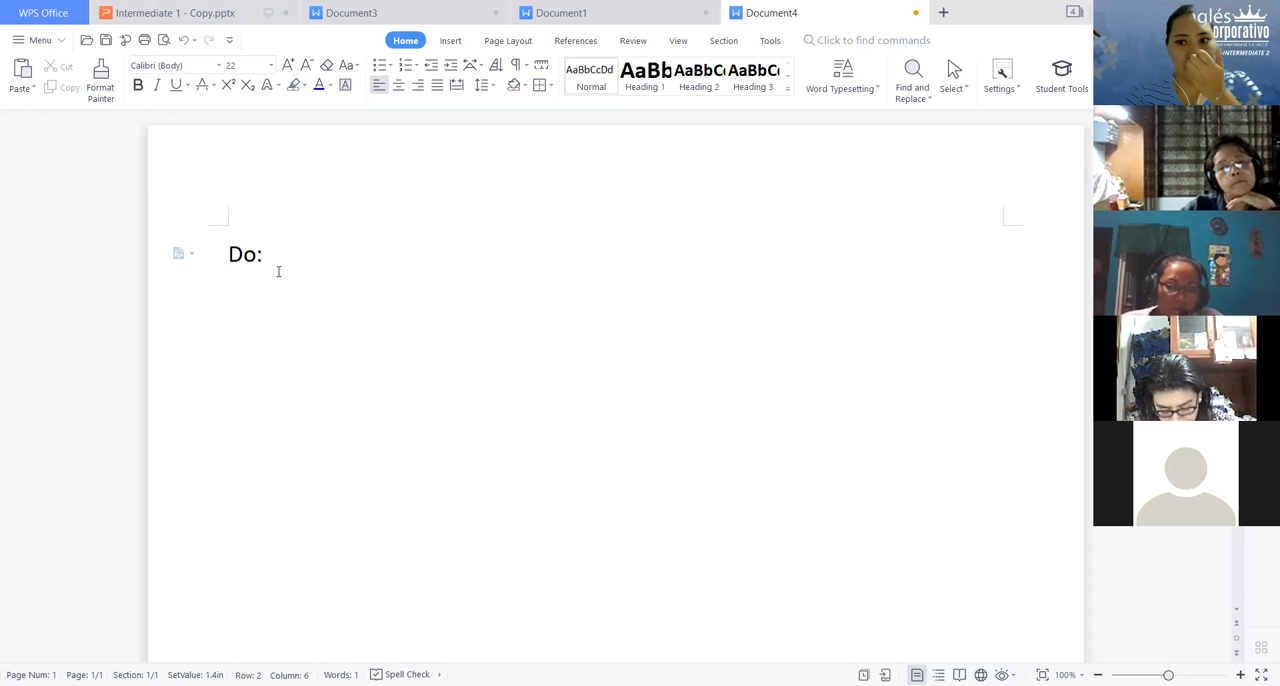 WPS Office
Intermediate 1 - Copy.pptx
Document3
Document1
Document4
4
Menu
Home
Insert
Page Layout
References
Review
View
Section
Tools
Click to find commands
Paste
Cut
Copy
Format Painter
Calibri (Body)
22
AaBbCcDd
Normal
AaBb
Heading 1
AaBbC
Heading 2
AaBbC
Heading 3
Word Typesetting
Find and Replace
Select
Settings
Student Tools
Do:
Page Num: 1
Page: 1/1
Section: 1/1
SetValue: 1.4in
Row: 2
Column: 6
Words: 1
Spell Check
100%